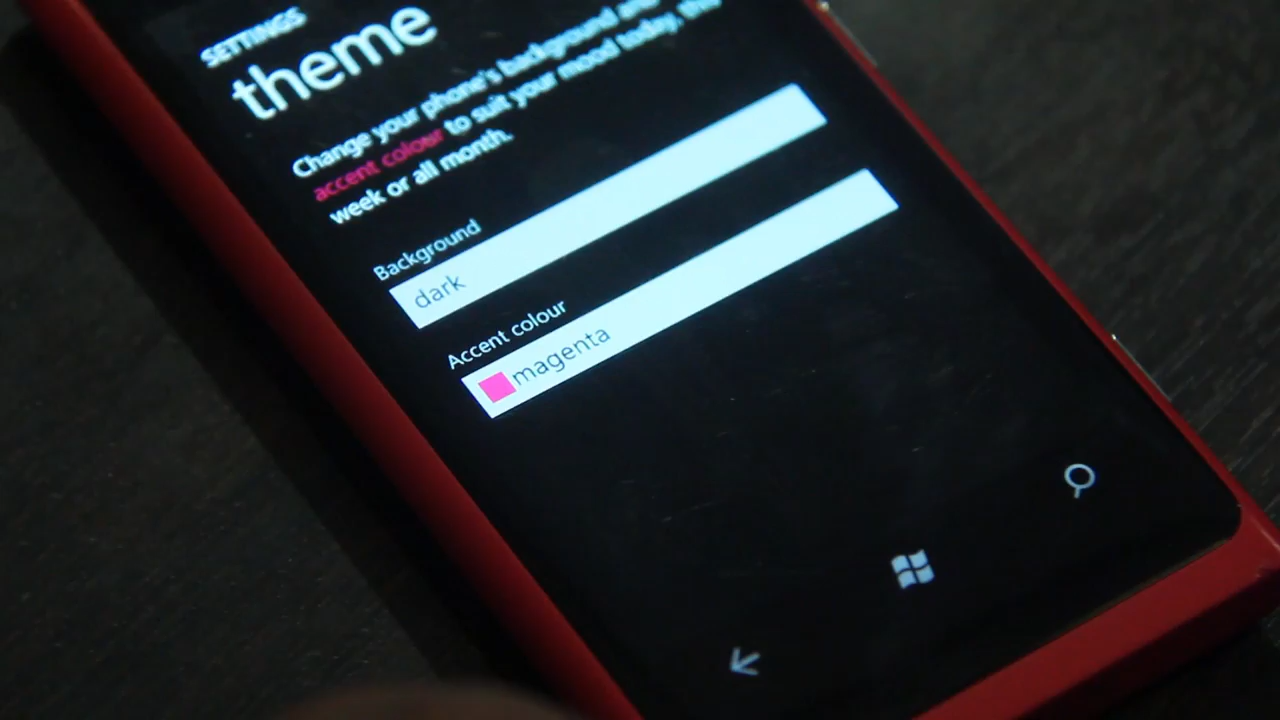 SETTINGS
theme
Change your phone's background and
accent colour to suit your mood today, this
week or all month.
Background
dark
Accent colour
magenta